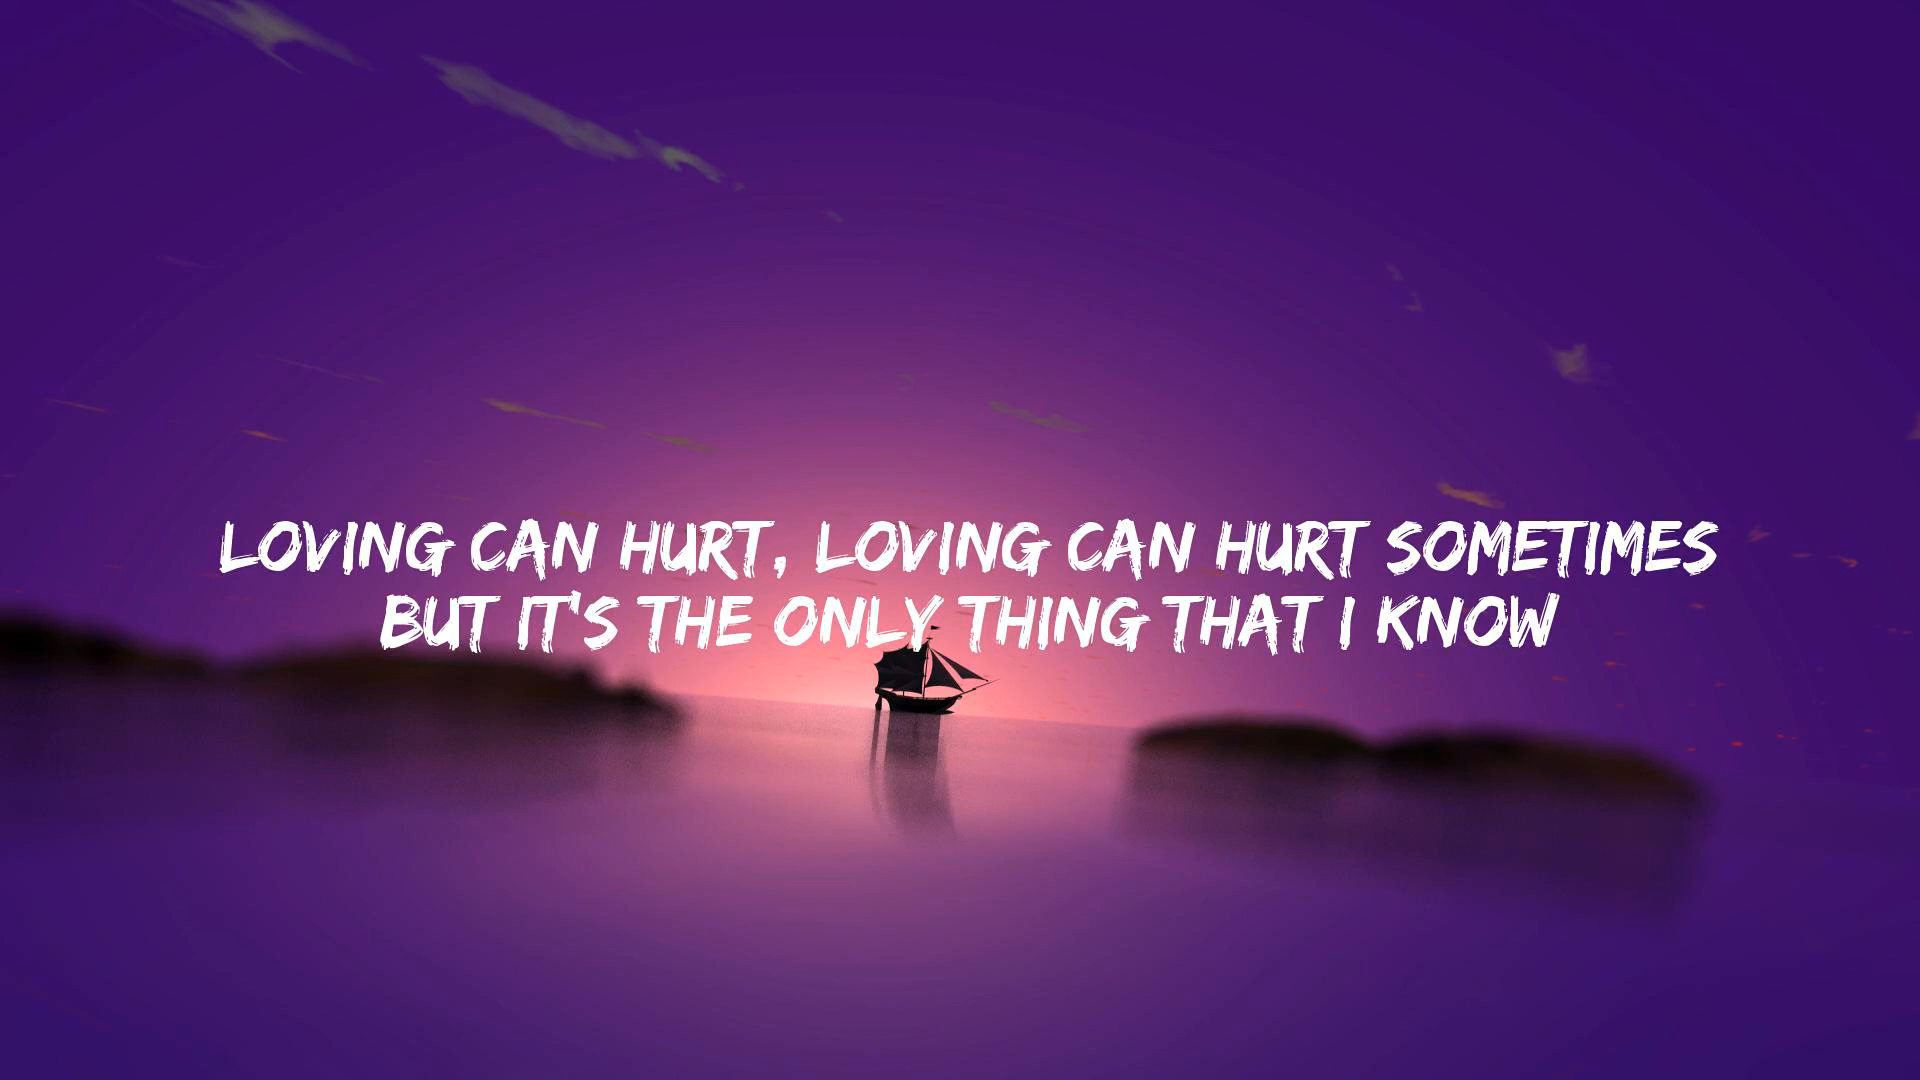 LOVING CAN HURT, LOVING CAN HURT SOMETIMES
BUT IT'S THE ONLY THING THAT I KNOW